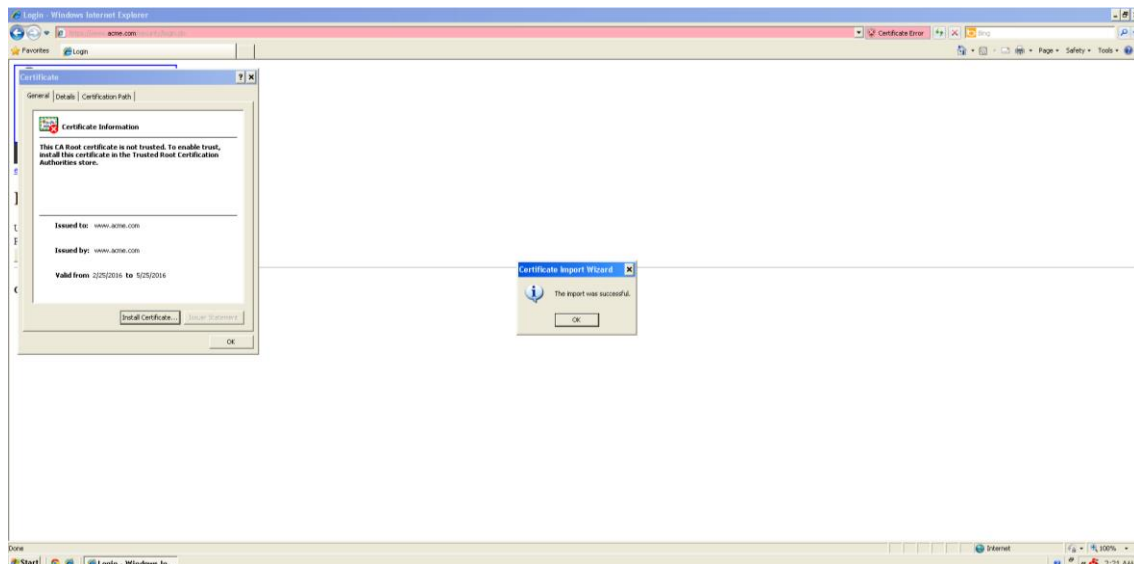 Login - Windows Internet Explorer
acme.com
Certificate Error
Bing
Favorites
Login
Page
Safety
Tools
Certificate
General
Details
Certification Path
Certificate Information
This CA Root certificate is not trusted. To enable trust,
install this certificate in the Trusted Root Certification
Authorities store.
Issued to: www.acme.com
Issued by: www.acme.com
Valid from 2/25/2016 to 5/25/2016
Install Certificate...
Issuer Statement
OK
Certificate Import Wizard
The import was successful.
OK
Done
Internet
100%
Start
Login - Windows In...
2:21 AM